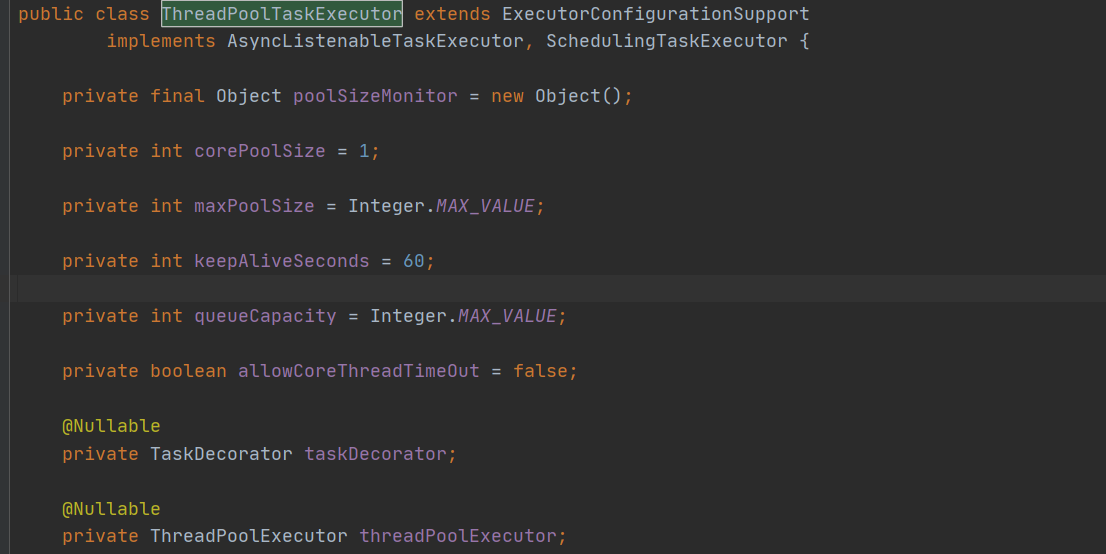 public class ThreadPoolTaskExecutor extends ExecutorConfigurationSupport
implements AsyncListenableTaskExecutor, SchedulingTaskExecutor {
private final Object poolSizeMonitor = new Object();
private int corePoolSize = 1;
private int maxPoolSize = Integer.MAX_VALUE;
private int keepAliveSeconds = 60;
private int queueCapacity = Integer.MAX_VALUE;
private boolean allowCoreThreadTimeOut = false;
@Nullable
private TaskDecorator taskDecorator;
@Nullable
private ThreadPoolExecutor threadPoolExecutor;